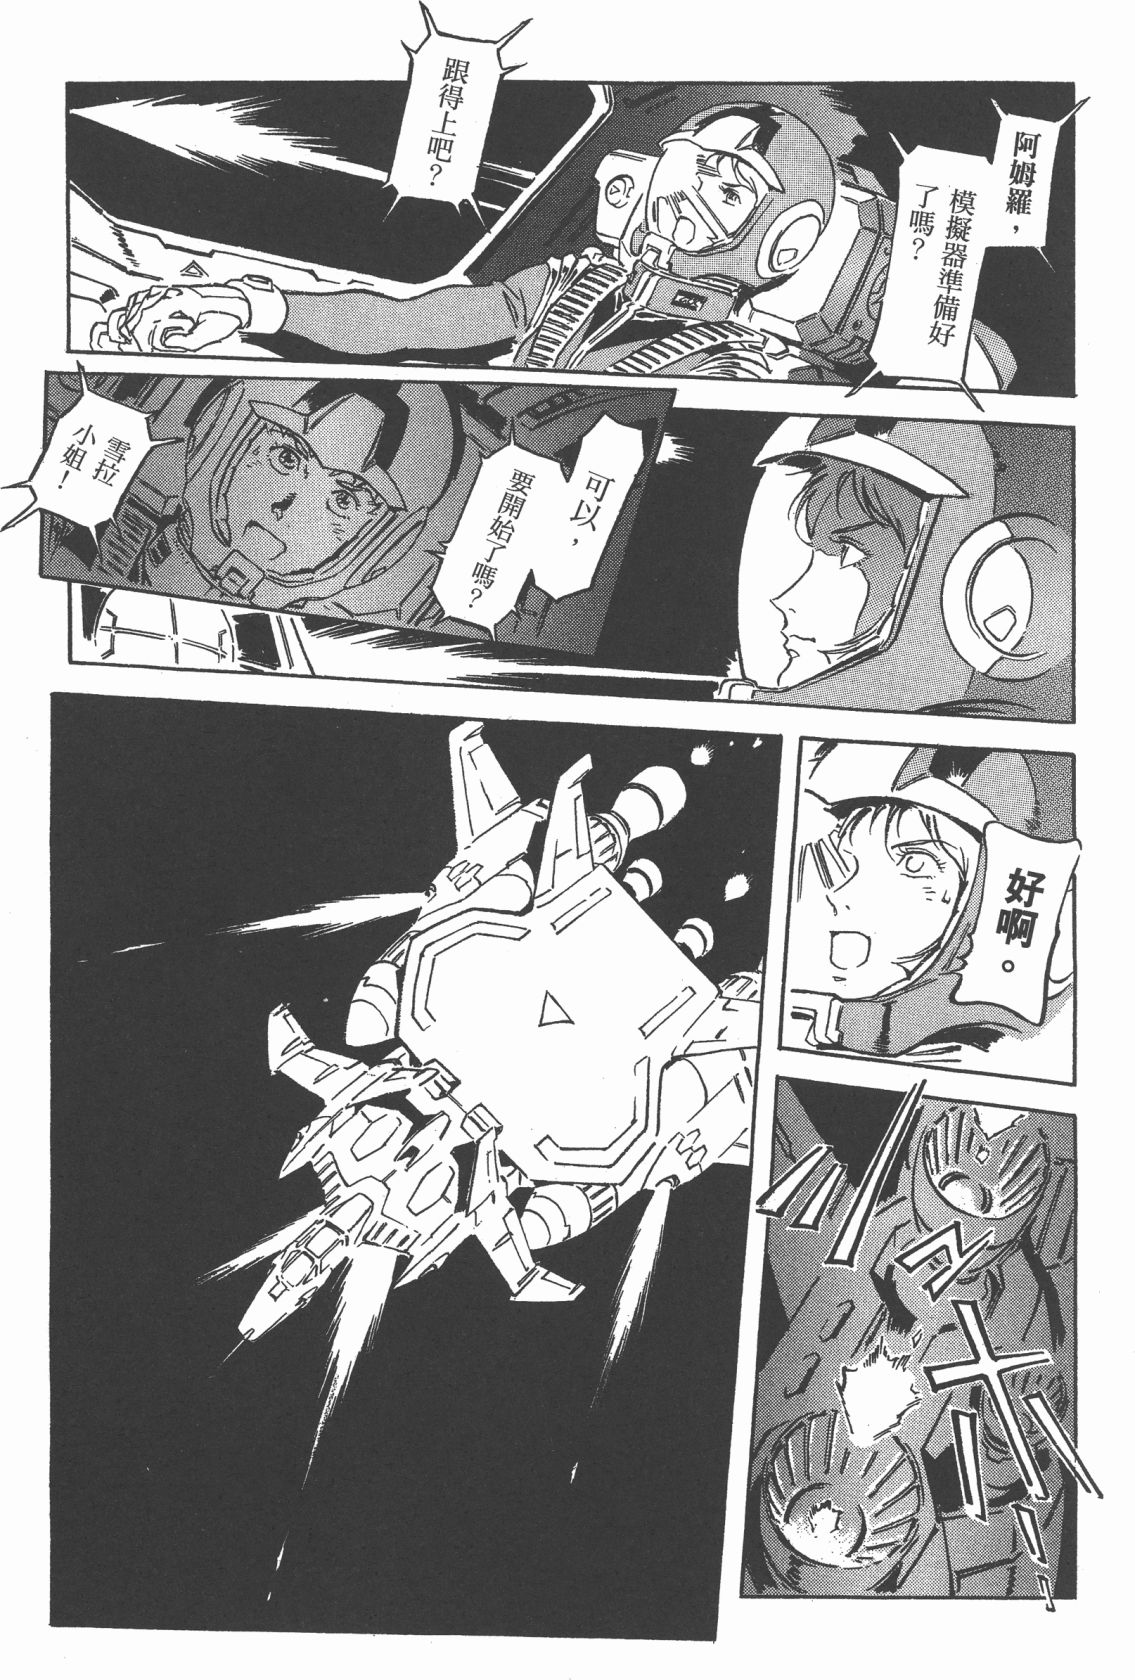 阿姆羅，
模擬器準備好
了嗎？
跟得上吧？
可以，
要開始了嗎？
雪拉
小姐！
好啊。